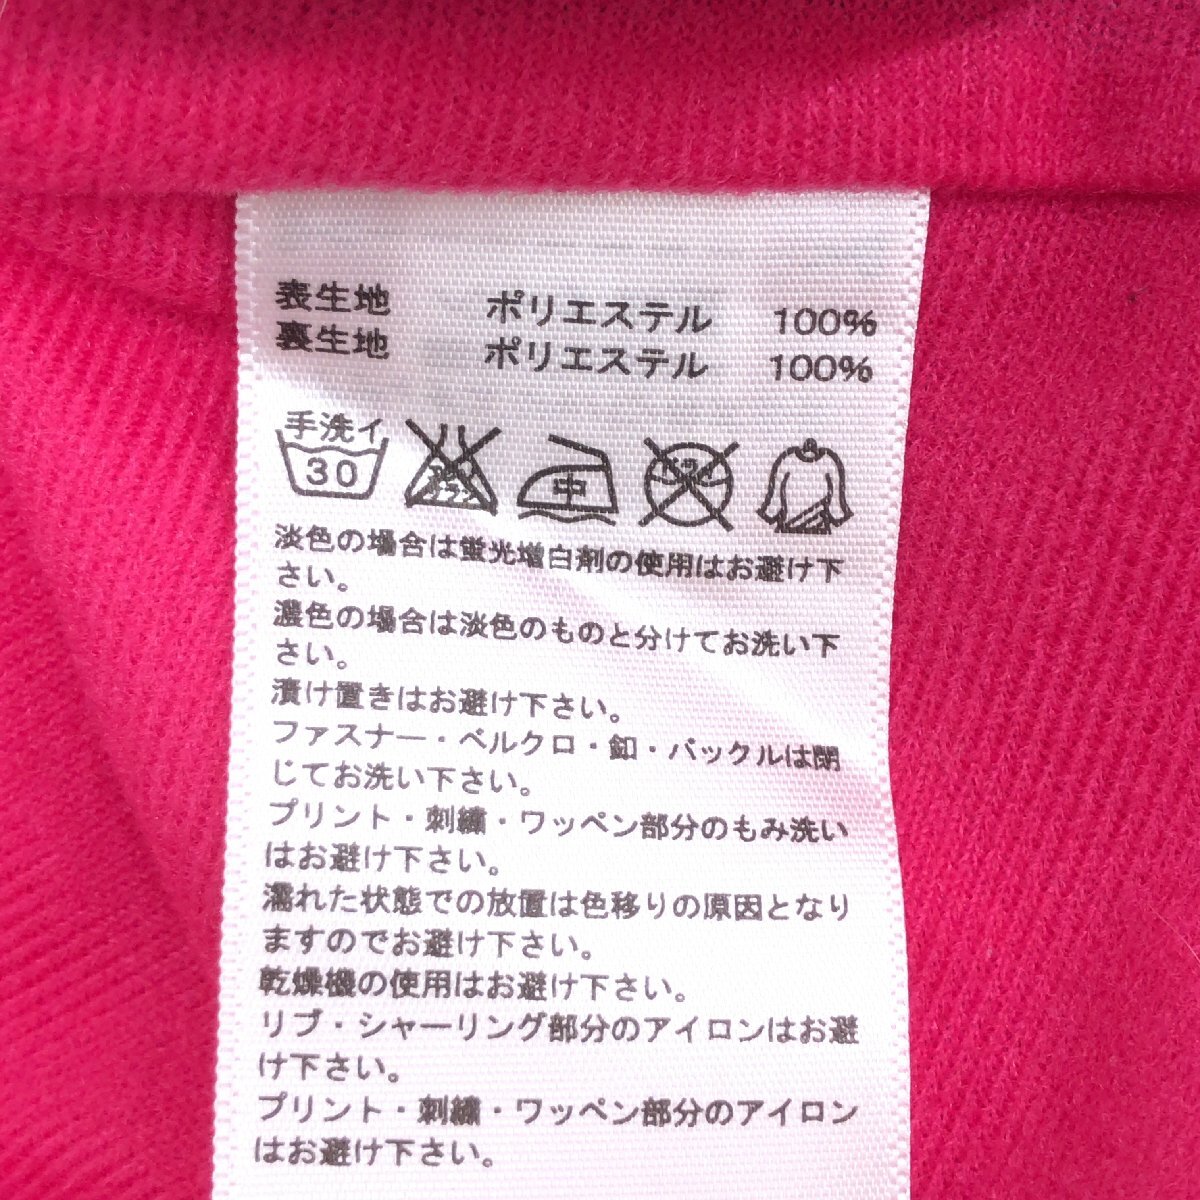 表生地 ポリエステル 100%
裏生地 ポリエステル 100%
手洗イ
30
中
ドライ
淡色の場合は蛍光増白剤の使用はお避け下
さい。
濃色の場合は淡色のものと分けてお洗い下
さい。
漬け置きはお避け下さい。
ファスナー・ベルクロ・釦・バックルは閉
じてお洗い下さい。
プリント・刺繍・ワッペン部分のもみ洗い
はお避け下さい。
濡れた状態での放置は色移りの原因となり
ますのでお避け下さい。
乾燥機の使用はお避け下さい。
リブ・シャーリング部分のアイロンはお避
け下さい。
プリント・刺繍・ワッペン部分のアイロン
はお避け下さい。